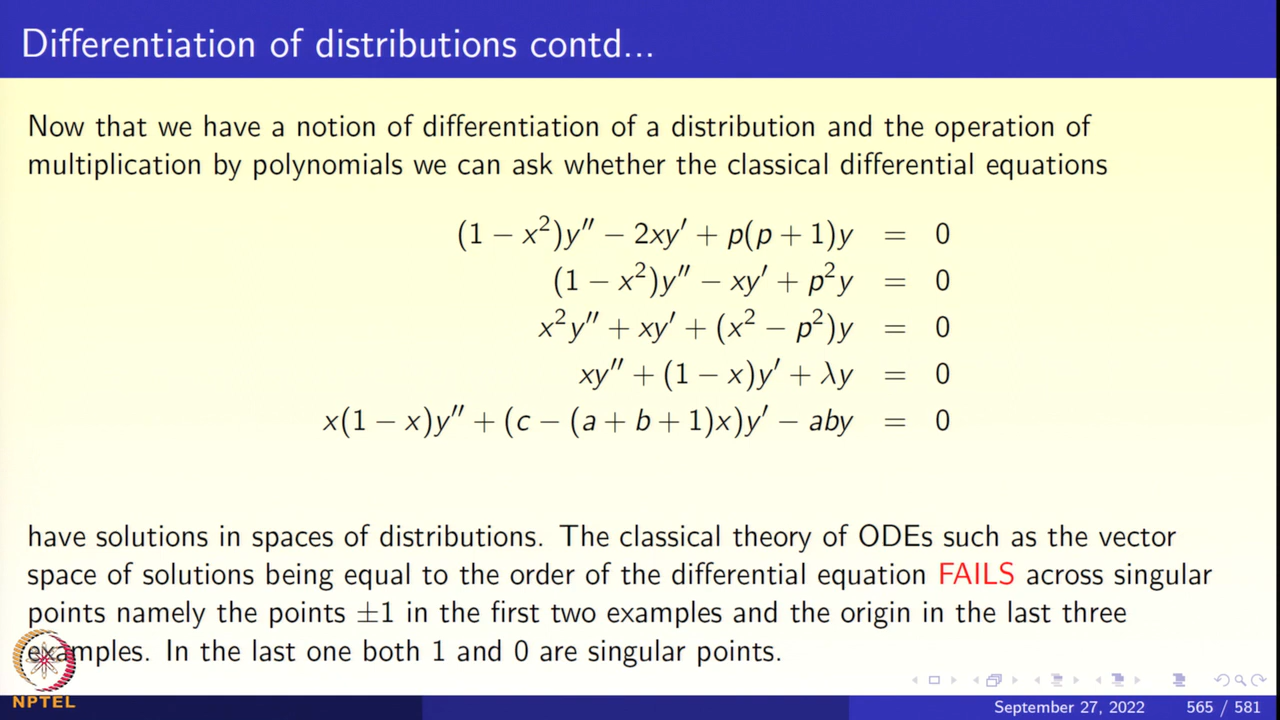 Differentiation of distributions contd...
Now that we have a notion of differentiation of a distribution and the operation of
multiplication by polynomials we can ask whether the classical differential equations
(1 − x²)y′′ − 2xy′ + p(p + 1)y = 0
(1 − x²)y′′ − xy′ + p²y = 0
x²y′′ + xy′ + (x² − p²)y = 0
xy′′ + (1 − x)y′ + λy = 0
x(1 − x)y′′ + (c − (a + b + 1)x)y′ − aby = 0
have solutions in spaces of distributions. The classical theory of ODEs such as the vector
space of solutions being equal to the order of the differential equation FAILS across singular
points namely the points ±1 in the first two examples and the origin in the last three
examples. In the last one both 1 and 0 are singular points.
NPTEL
September 27, 2022 565 / 581